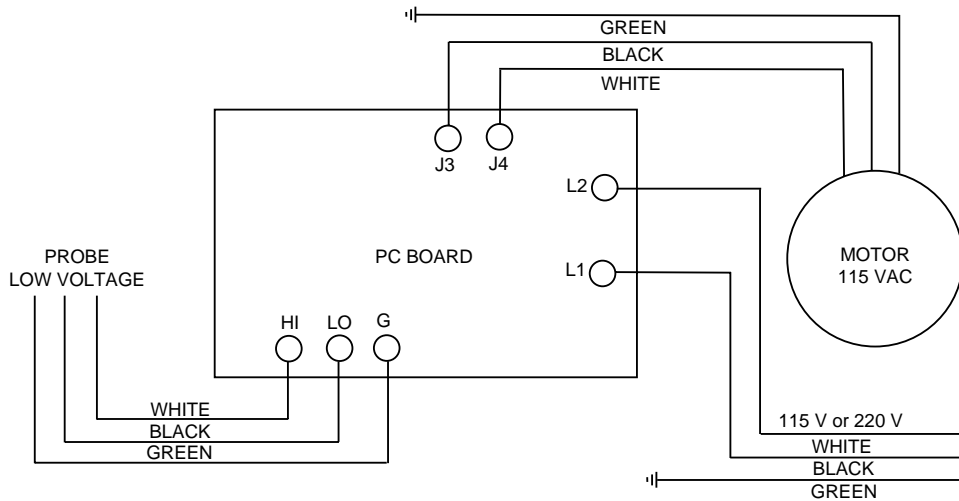 GREEN
BLACK
WHITE
J3 J4
L2
PROBE
LOW VOLTAGE
PC BOARD
MOTOR
115 VAC
L1
HI LO G
WHITE
BLACK
GREEN
115 V or 220 V
WHITE
BLACK
GREEN